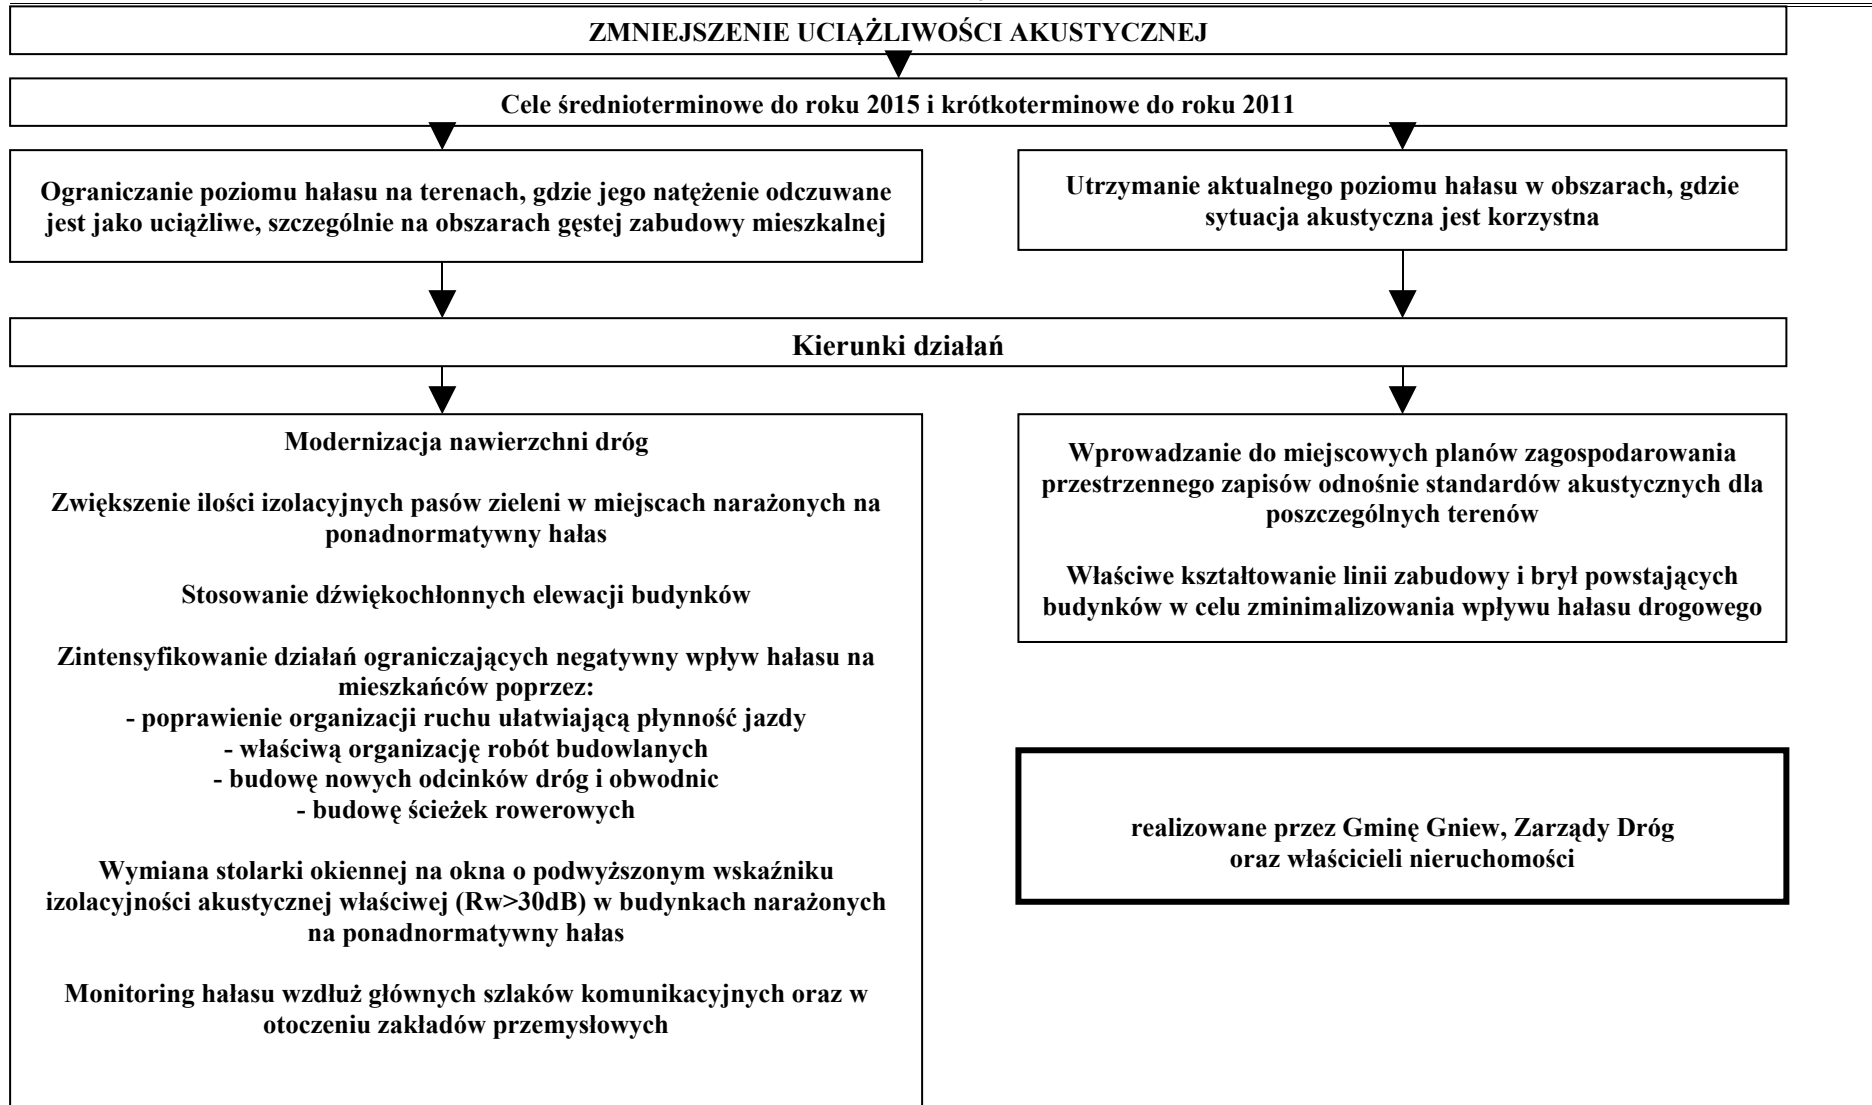 ZMNIEJSZENIE UCIĄŻLIWOŚCI AKUSTYCZNEJ
Cele średnioterminowe do roku 2015 i krótkoterminowe do roku 2011
Ograniczanie poziomu hałasu na terenach, gdzie jego natężenie odczuwane
jest jako uciążliwe, szczególnie na obszarach gęstej zabudowy mieszkalnej
Utrzymanie aktualnego poziomu hałasu w obszarach, gdzie
sytuacja akustyczna jest korzystna
Kierunki działań
Modernizacja nawierzchni dróg
Zwiększenie ilości izolacyjnych pasów zieleni w miejscach narażonych na
ponadnormatywny hałas
Stosowanie dźwiękochłonnych elewacji budynków
Zintensyfikowanie działań ograniczających negatywny wpływ hałasu na
mieszkańców poprzez:
- poprawienie organizacji ruchu ułatwiającą płynność jazdy
- właściwą organizację robót budowlanych
- budowę nowych odcinków dróg i obwodnic
- budowę ścieżek rowerowych
Wymiana stolarki okiennej na okna o podwyższonym wskaźniku
izolacyjności akustycznej właściwej (Rw>30dB) w budynkach narażonych
na ponadnormatywny hałas
Monitoring hałasu wzdłuż głównych szlaków komunikacyjnych oraz w
otoczeniu zakładów przemysłowych
Wprowadzanie do miejscowych planów zagospodarowania
przestrzennego zapisów odnośnie standardów akustycznych dla
poszczególnych terenów
Właściwe kształtowanie linii zabudowy i brył powstających
budynków w celu zminimalizowania wpływu hałasu drogowego
realizowane przez Gminę Gniew, Zarządy Dróg
oraz właścicieli nieruchomości